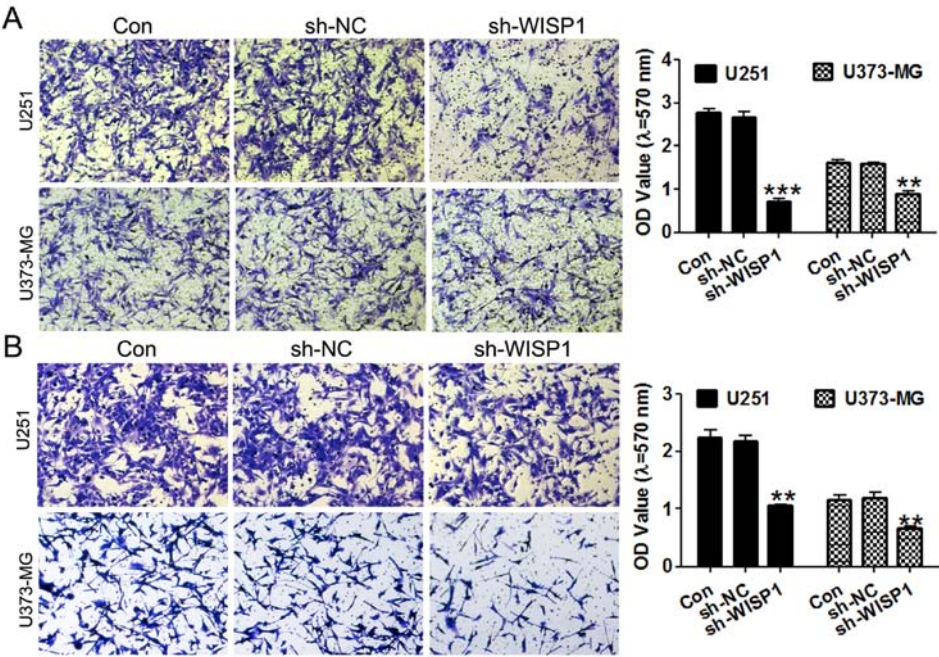 A
Con sh-NC sh-WISP1
U251
U373-MG
OD Value (λ=570 nm)
4
3
2
1
0
U251 U373-MG
*** **
Con sh-NC sh-WISP1 Con sh-NC sh-WISP1
B
Con sh-NC sh-WISP1
U251
U373-MG
OD Value (λ=570 nm)
3
2
1
0
U251 U373-MG
** **
Con sh-NC sh-WISP1 Con sh-NC sh-WISP1